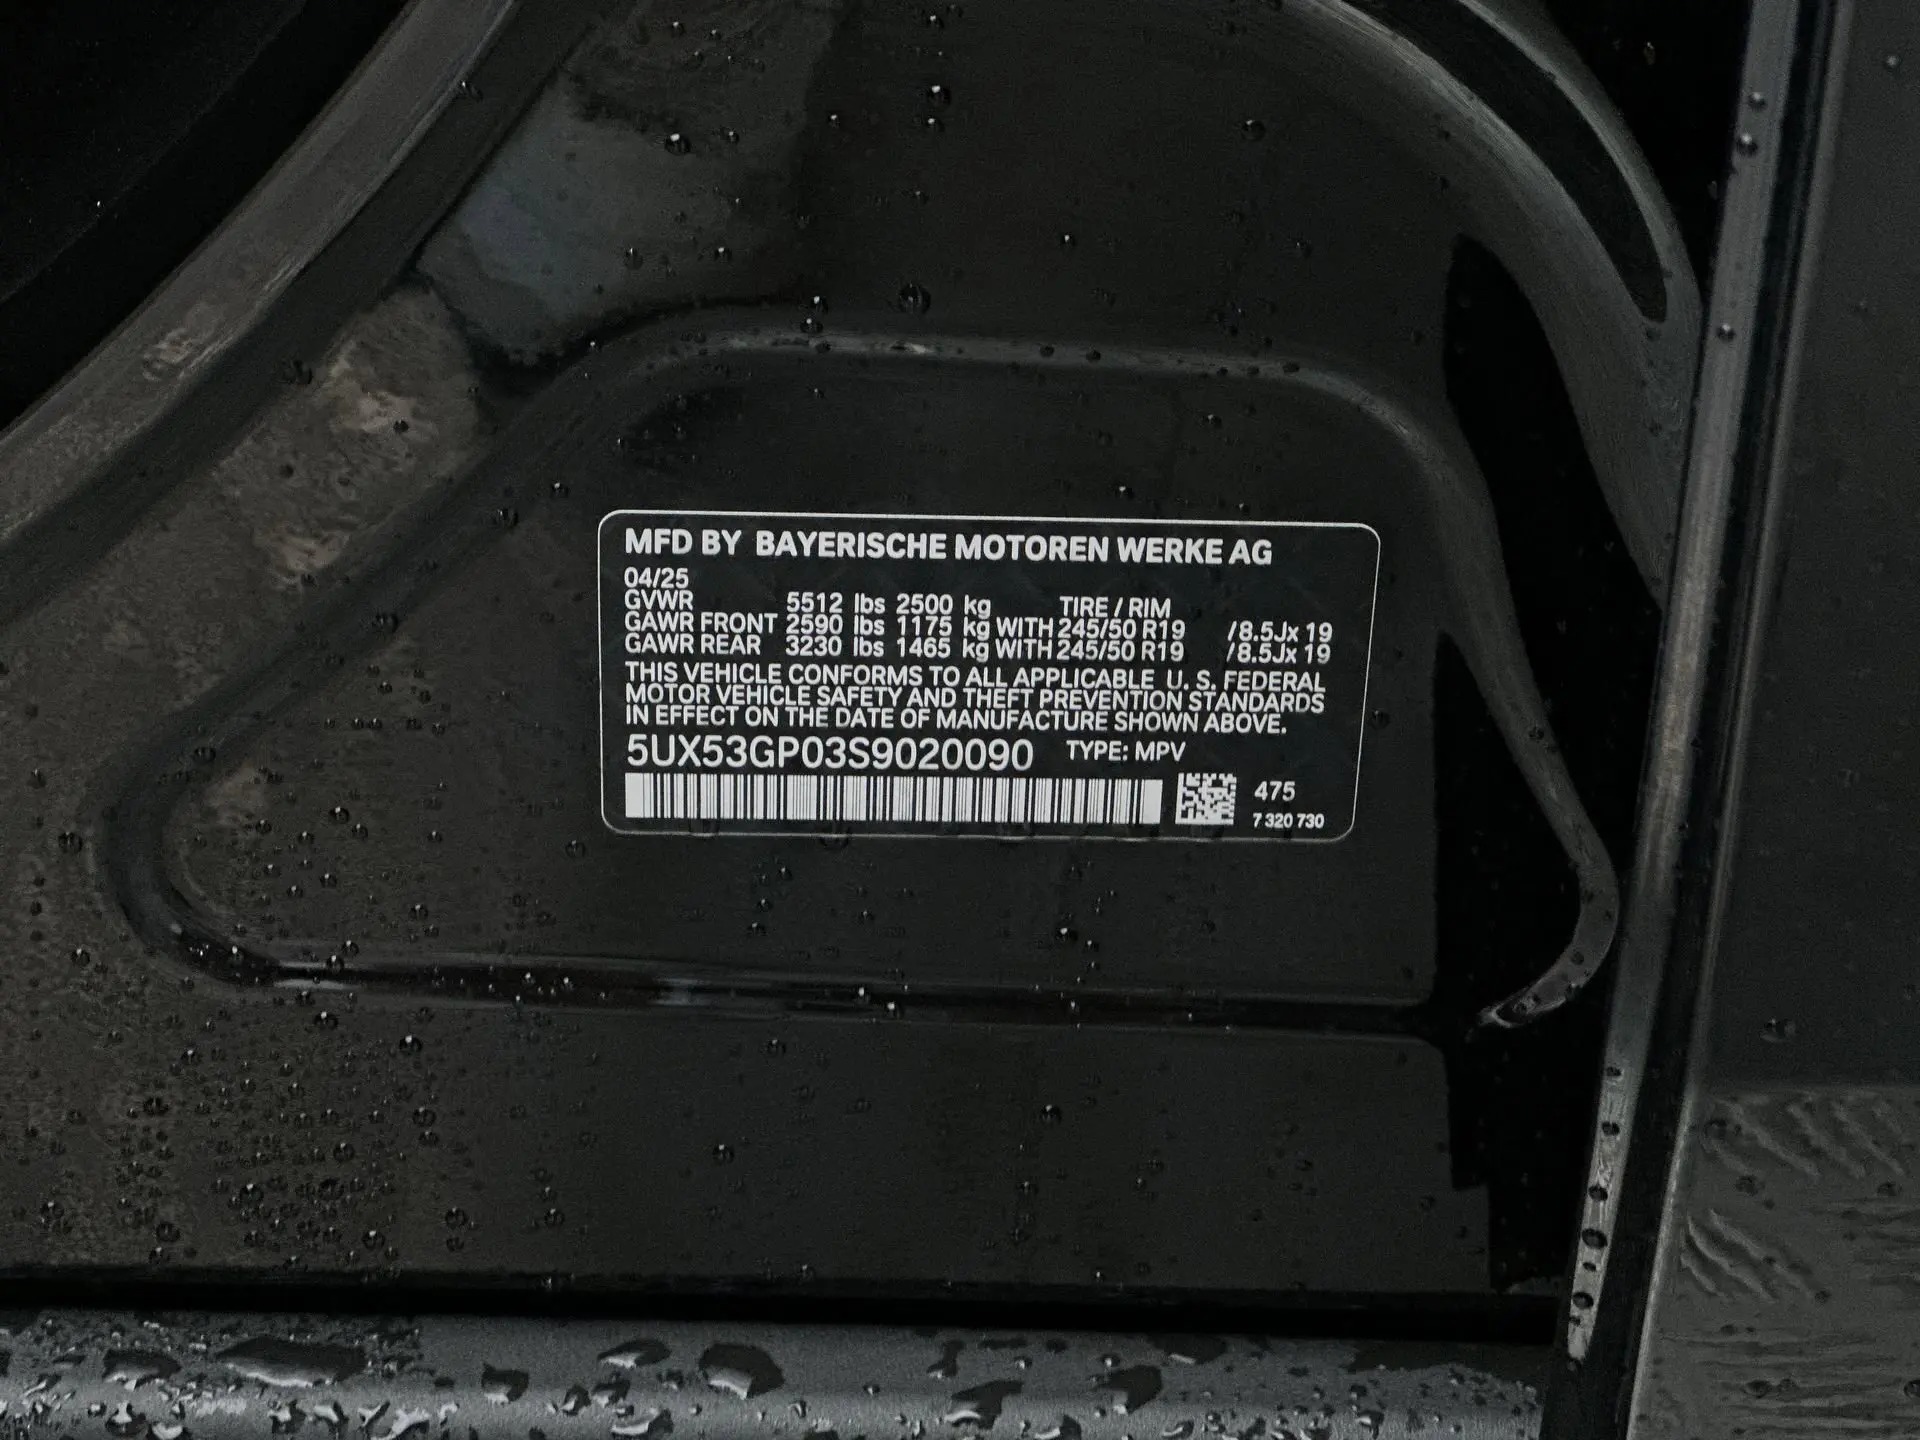 MFD BY BAYERISCHE MOTOREN WERKE AG
04/25
GVWR 5512 lbs 2500 kg TIRE / RIM
GAWR FRONT 2590 lbs 1175 kg WITH 245/50 R19 /8.5Jx 19
GAWR REAR 3230 lbs 1465 kg WITH 245/50 R19 /8.5Jx 19
THIS VEHICLE CONFORMS TO ALL APPLICABLE U. S. FEDERAL
MOTOR VEHICLE SAFETY AND THEFT PREVENTION STANDARDS
IN EFFECT ON THE DATE OF MANUFACTURE SHOWN ABOVE.
5UX53GP03S9020090 TYPE: MPV
475
7 320 730